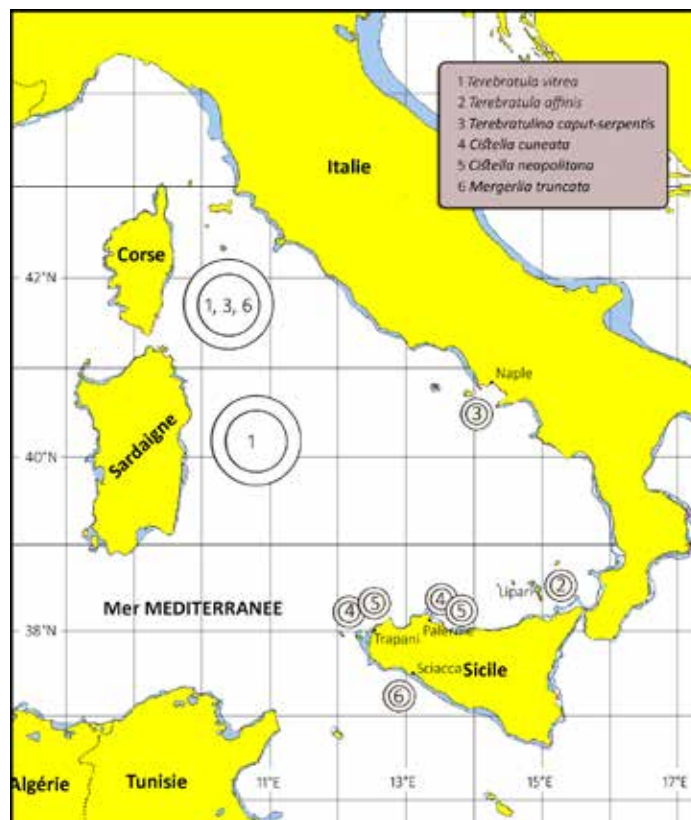 1 Terebratula vitrea
2 Terebratula affinis
3 Terebratulina caput-serpentis
4 Cistella cuneata
5 Cistella neapolitana
6 Mergerlia truncata
Italie
Corse
42°N
1, 3, 6
Naple
3
Sardaigne
1
40°N
Lipari
2
Mer MEDITERRANEE
4
5
4
5
38°N
Trapani
Palerme
Sciacca
Sicile
6
Algérie
Tunisie
11°E
13°E
15°E
17°E